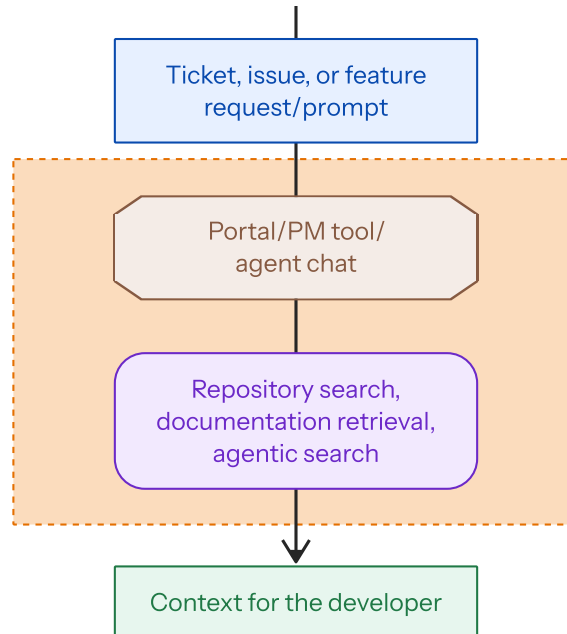 Ticket, issue, or feature
request/prompt
Portal/PM tool/
agent chat
Repository search,
documentation retrieval,
agentic search
Context for the developer